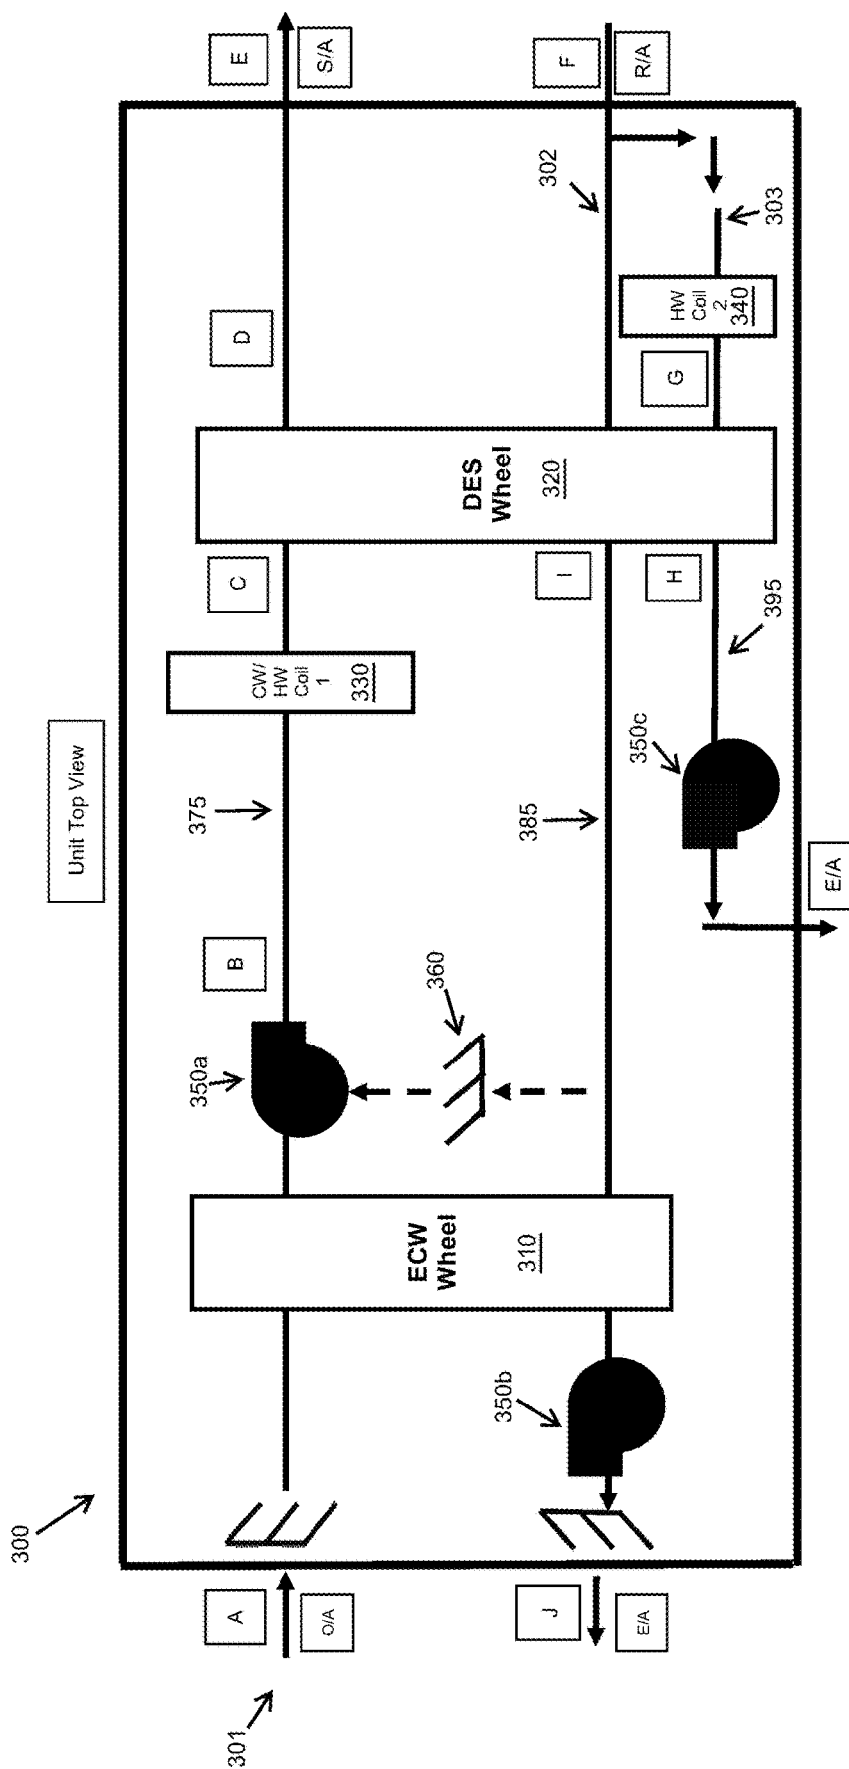 Unit Top View
300
301
A
O/A
J
E/A
350b
ECW
Wheel
310
350a
B
360
375
385
CW/
HW
Coil
1
330
C
I
H
350c
395
E/A
DES
Wheel
320
D
G
HW
Coil
2
340
302
303
E
S/A
F
R/A